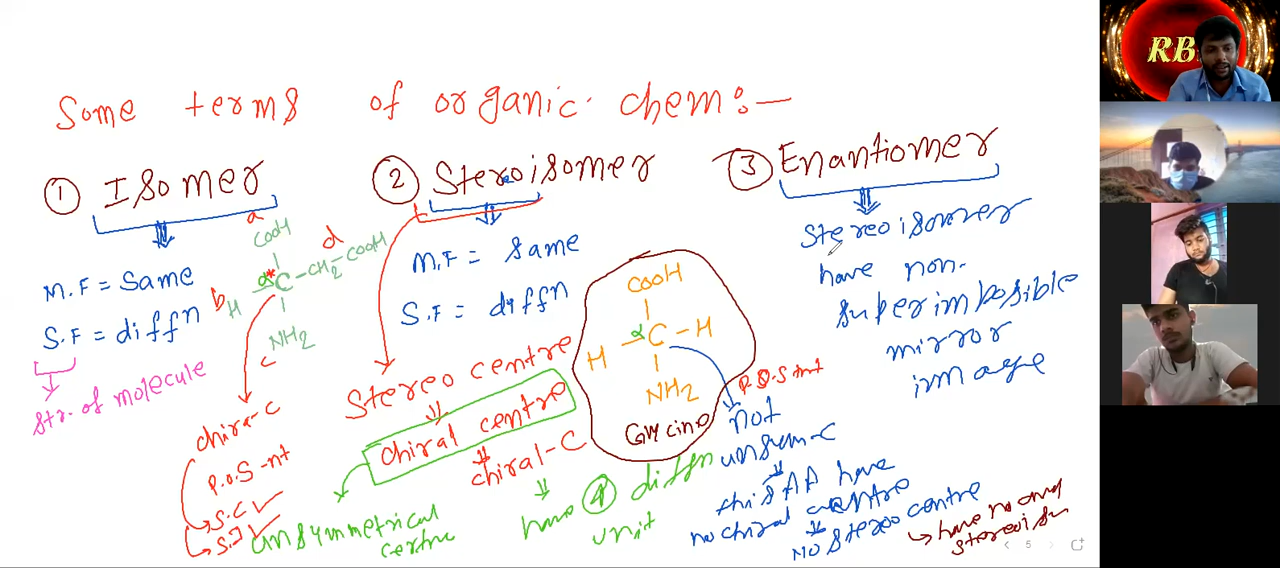 Some terms of organic chem:—
① Isomer
M.F = Same
S.F = diffn
Str. of molecule
a
COOH
d
b H — α* C — CH2 — COOH
NH2
c
chiral-C
P.O.S-nt
S.C ✓
S.I ✓
② Stereoisomer
M.F = Same
S.F = diffn
Stereo centre
chiral centre
unsymmetrical
centre
chiral-C
have ④ diffn
unit
COOH
H — α C — H
NH2
Glycine
P.O.S nt
not
unsym-C
this AA have
no chiral centre
NO stereo centre
have no any
③ Enantiomer
Stereoisomer
have non-
superimposible
mirror
image
RB
5